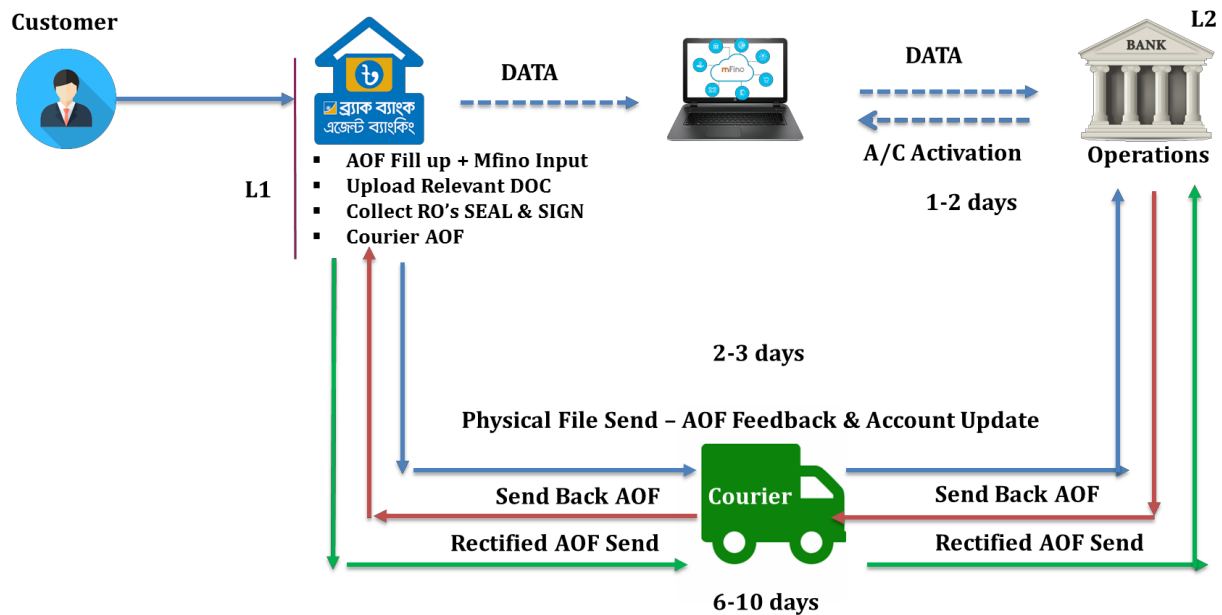 Customer
L2
BANK
DATA
mFino
DATA
ব্র্যাক ব্যাংক
এজেন্ট ব্যাংকিং
A/C Activation
Operations
L1
▪ AOF Fill up + Mfino Input
▪ Upload Relevant DOC
▪ Collect RO's SEAL & SIGN
▪ Courier AOF
1-2 days
2-3 days
Physical File Send – AOF Feedback & Account Update
Courier
Send Back AOF
Send Back AOF
Rectified AOF Send
Rectified AOF Send
6-10 days